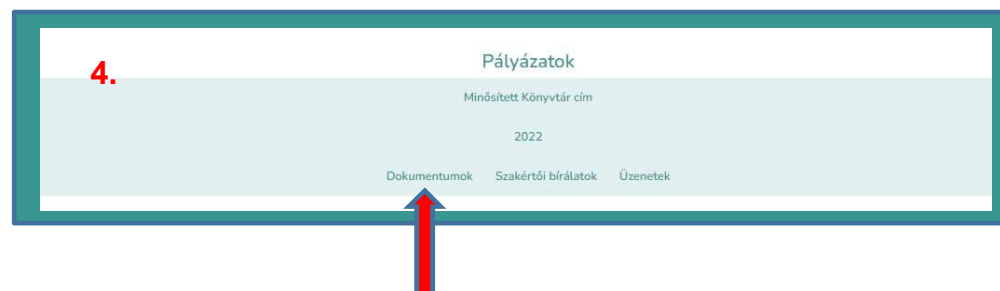 4.
Pályázatok
Minősített Könyvtár cím
2022
Dokumentumok Szakértői bírálatok Üzenetek